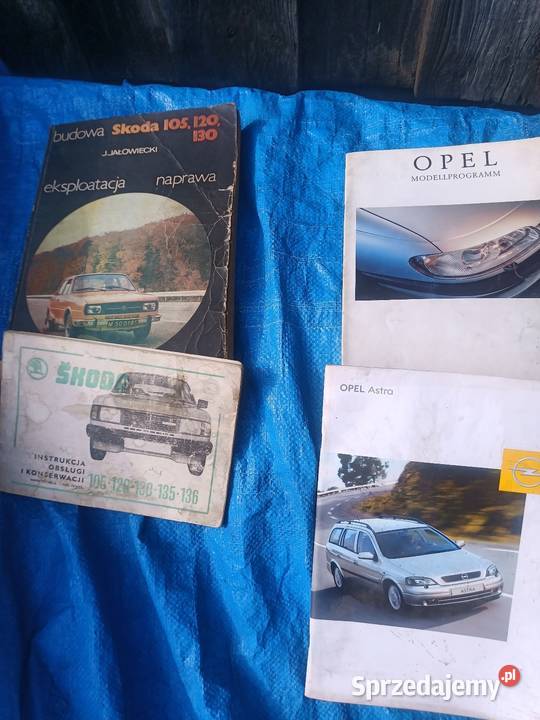 budowa Skoda 105, 120,
130
J. JAŁOWIECKI
eksploatacja naprawa
ŠKODA
INSTRUKCJA
OBSŁUGI
I KONSERWACJI
105·120·130·135·136
OPEL
MODELLPROGRAMM
OPEL Astra
ASTRA
Sprzedajemy.pl